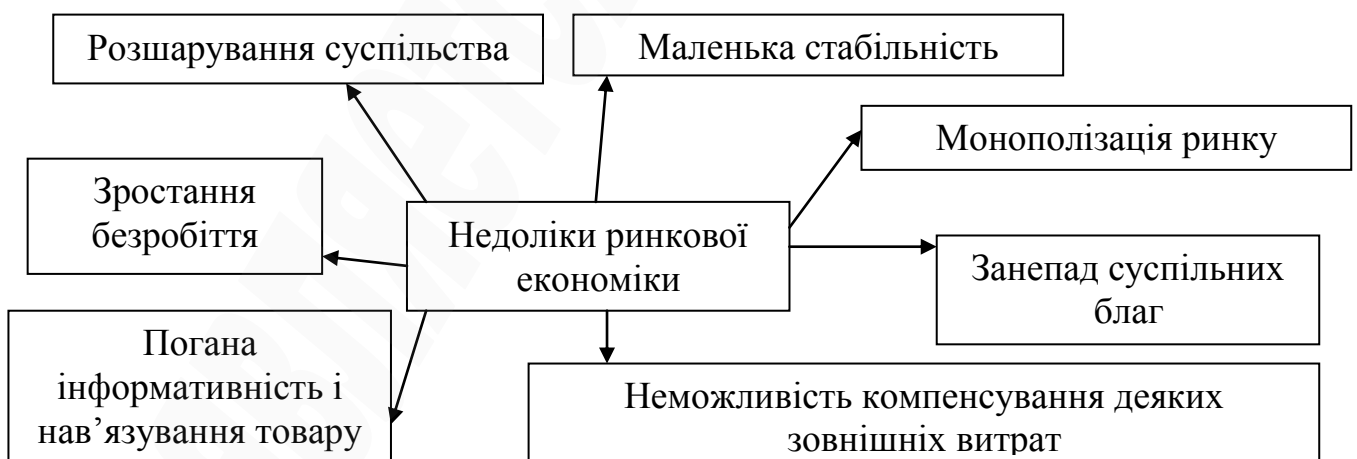 Розшарування суспільства
Маленька стабільність
Монополізація ринку
Зростання
безробіття
Недоліки ринкової
економіки
Занепад суспільних
благ
Погана
інформативність і
нав’язування товару
Неможливість компенсування деяких
зовнішніх витрат